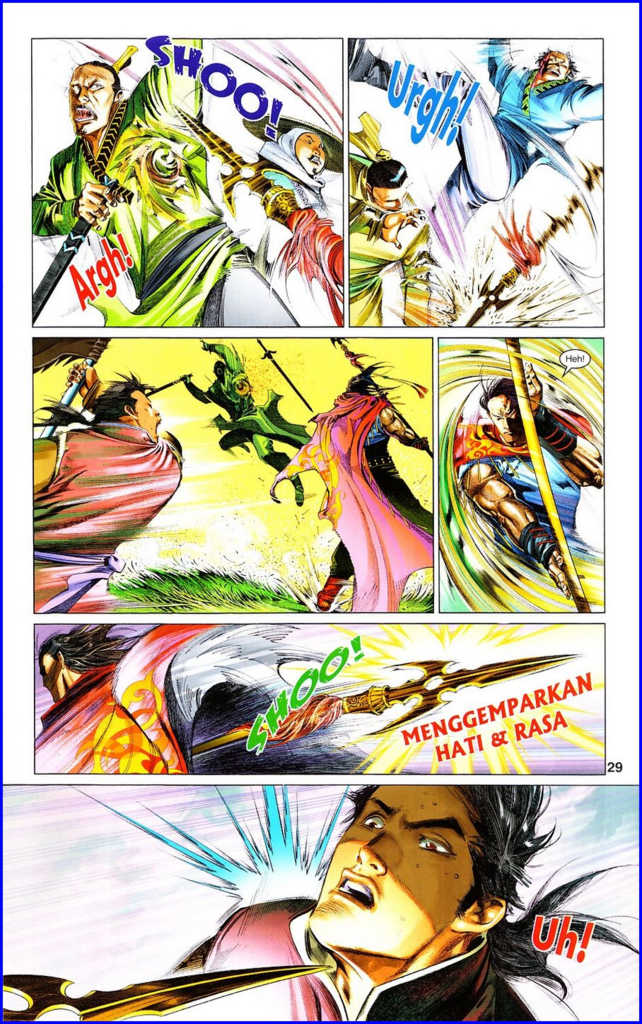 SHOO!
Argh!
Urgh!
Heh!
SHOO!
MENGGEMPARKAN
HATI & RASA
29
Uh!